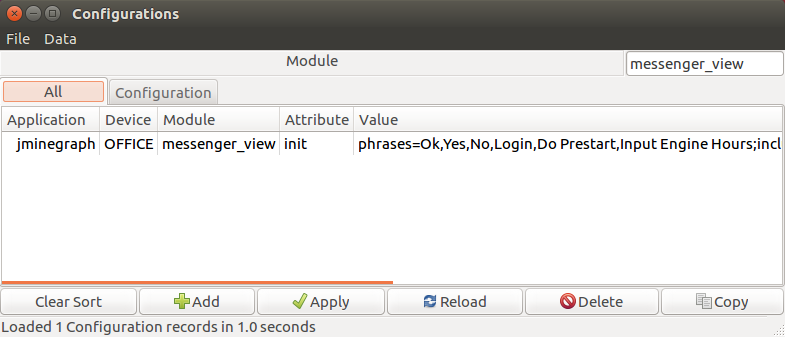 Configurations
File Data
Module messenger_view
All Configuration
Application Device Module Attribute Value
jminegraph OFFICE messenger_view init phrases=Ok,Yes,No,Login,Do Prestart,Input Engine Hours;incl
Clear Sort Add Apply Reload Delete Copy
Loaded 1 Configuration records in 1.0 seconds